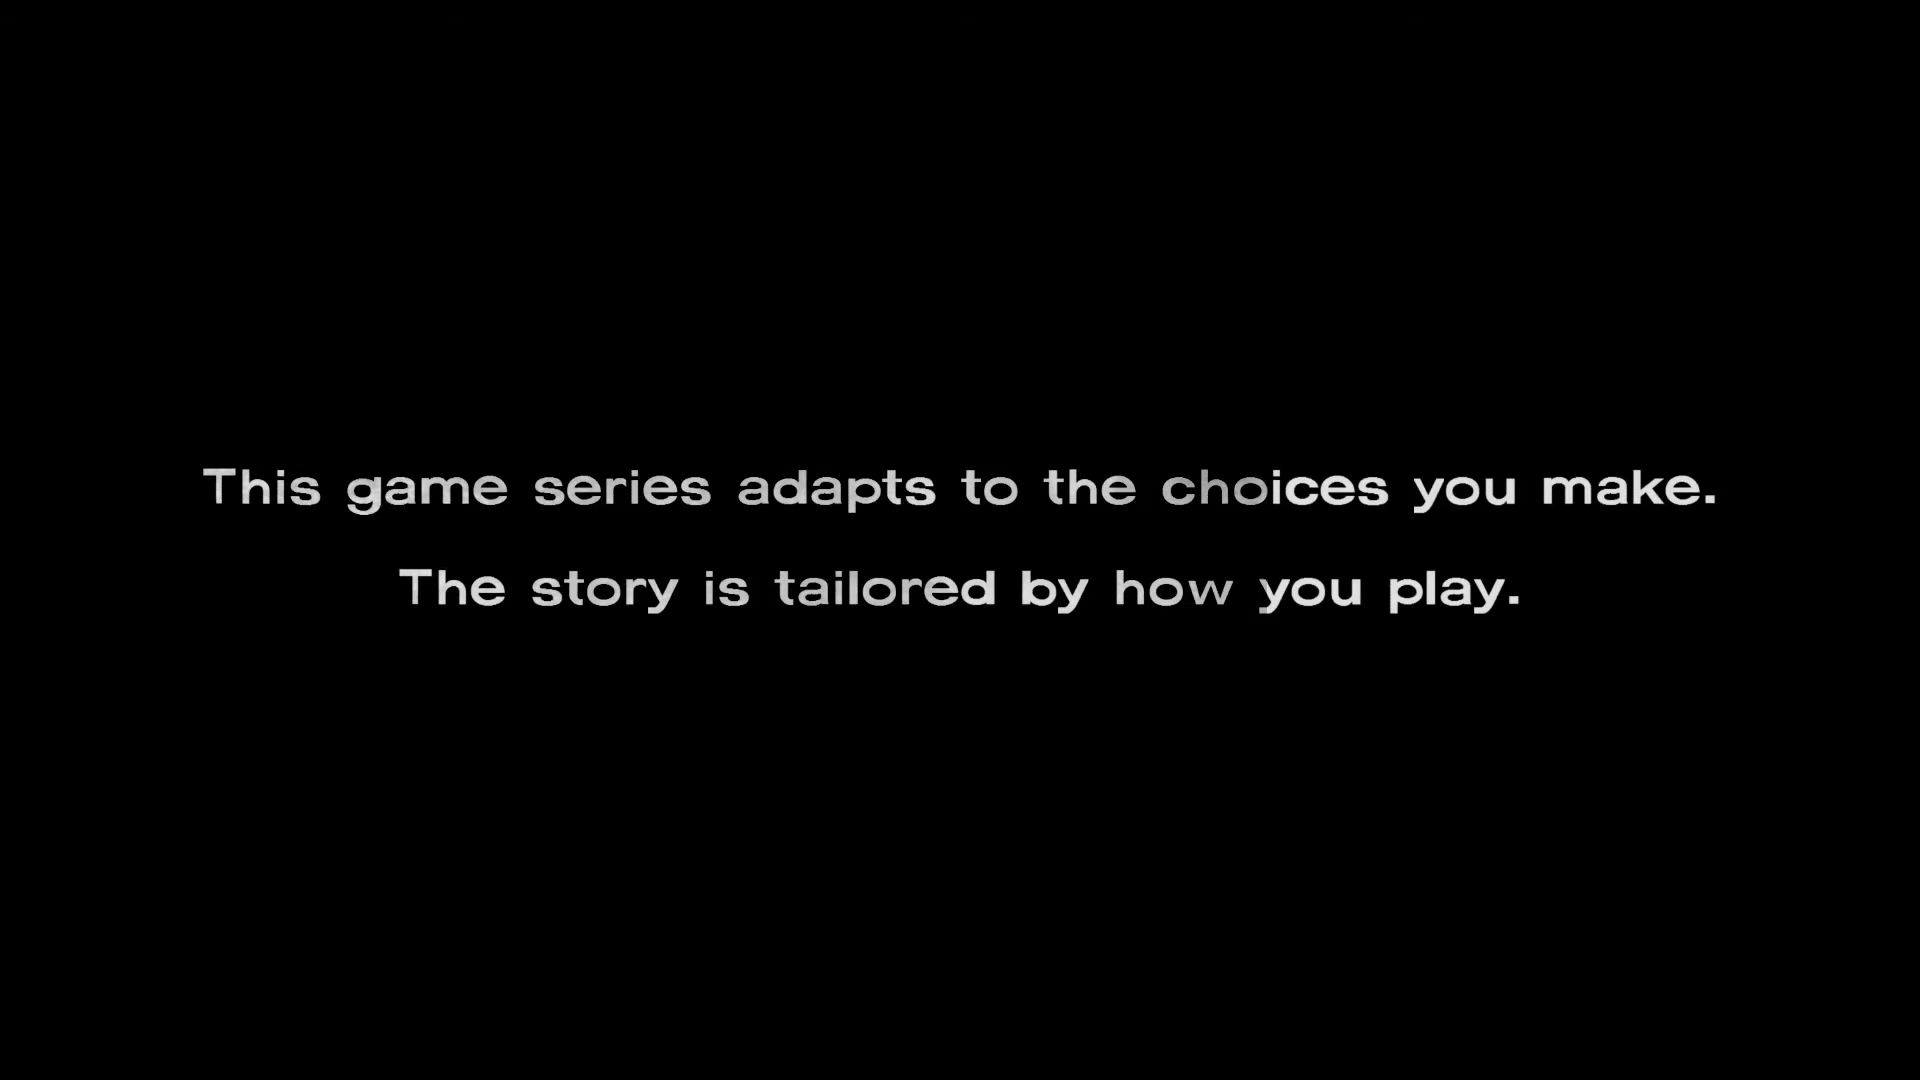 This game series adapts to the choices you make.
The story is tailored by how you play.